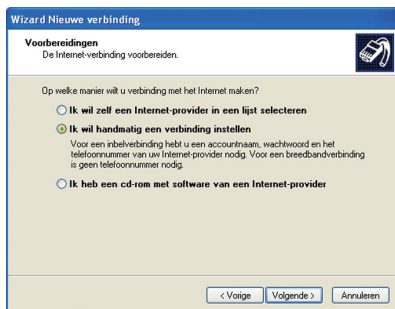 Wizard Nieuwe verbinding
Voorbereidingen
De Internet-verbinding voorbereiden.
Op welke manier wilt u verbinding met het Internet maken?
Ik wil zelf een Internet-provider in een lijst selecteren
Ik wil handmatig een verbinding instellen
Voor een inbelverbinding hebt u een accountnaam, wachtwoord en het
telefoonnummer van uw Internet-provider nodig. Voor een breedbandverbinding
is geen telefoonnummer nodig.
Ik heb een cd-rom met software van een Internet-provider
< Vorige
Volgende >
Annuleren